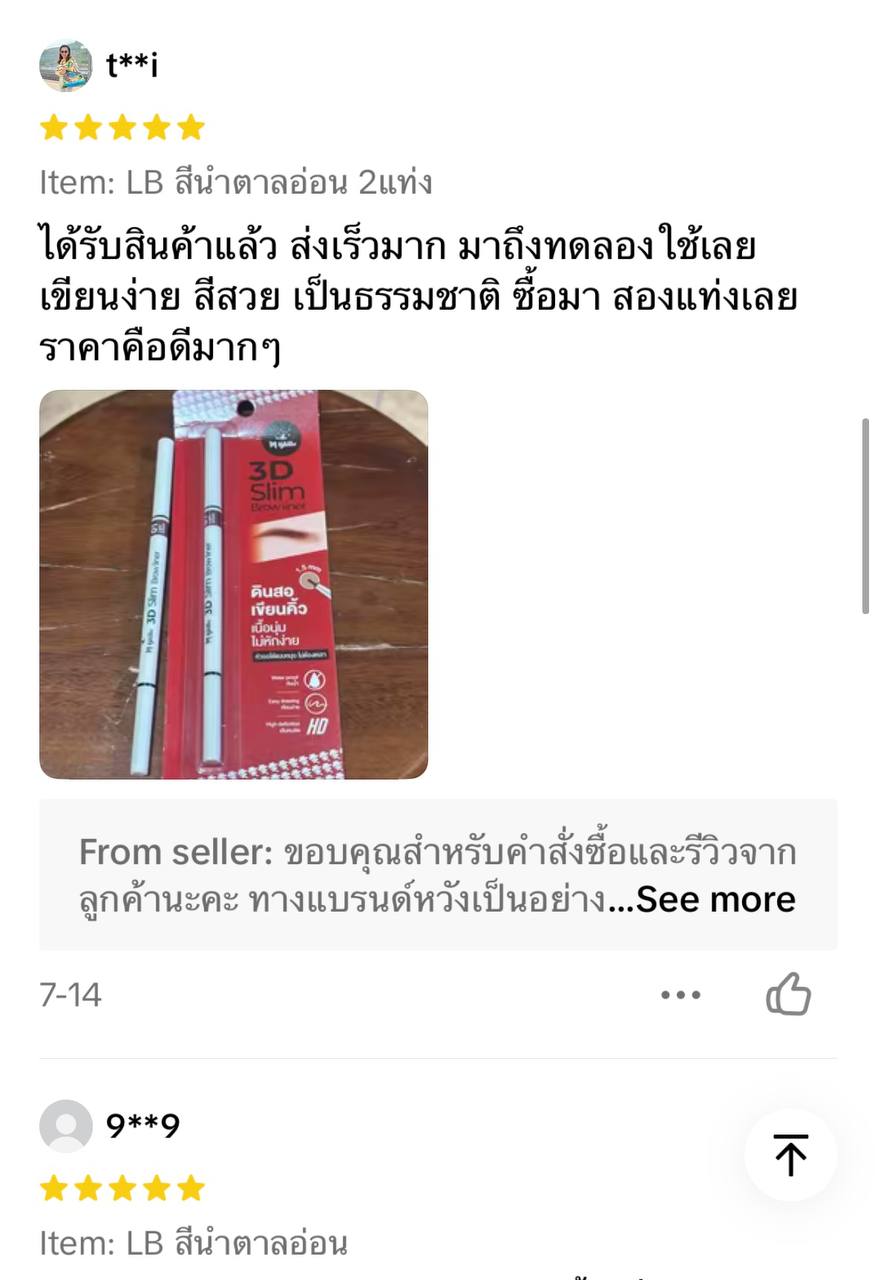 t**i
Item: LB สีน้ำตาลอ่อน 2แท่ง
ได้รับสินค้าแล้ว ส่งเร็วมาก มาถึงทดลองใช้เลย
เขียนง่าย สีสวย เป็นธรรมชาติ ซื้อมา สองแท่งเลย
ราคาคือดีมากๆ
3D
Slim
Browliner
1.5 mm
ดินสอ
เขียนคิ้ว
เนื้อนุ่ม
ไม่หักง่าย
HD
3D Slim Browliner
3D Slim Browliner
From seller: ขอบคุณสำหรับคำสั่งซื้อและรีวิวจาก
ลูกค้านะคะ ทางแบรนด์หวังเป็นอย่าง...See more
7-14
9**9
Item: LB สีน้ำตาลอ่อน